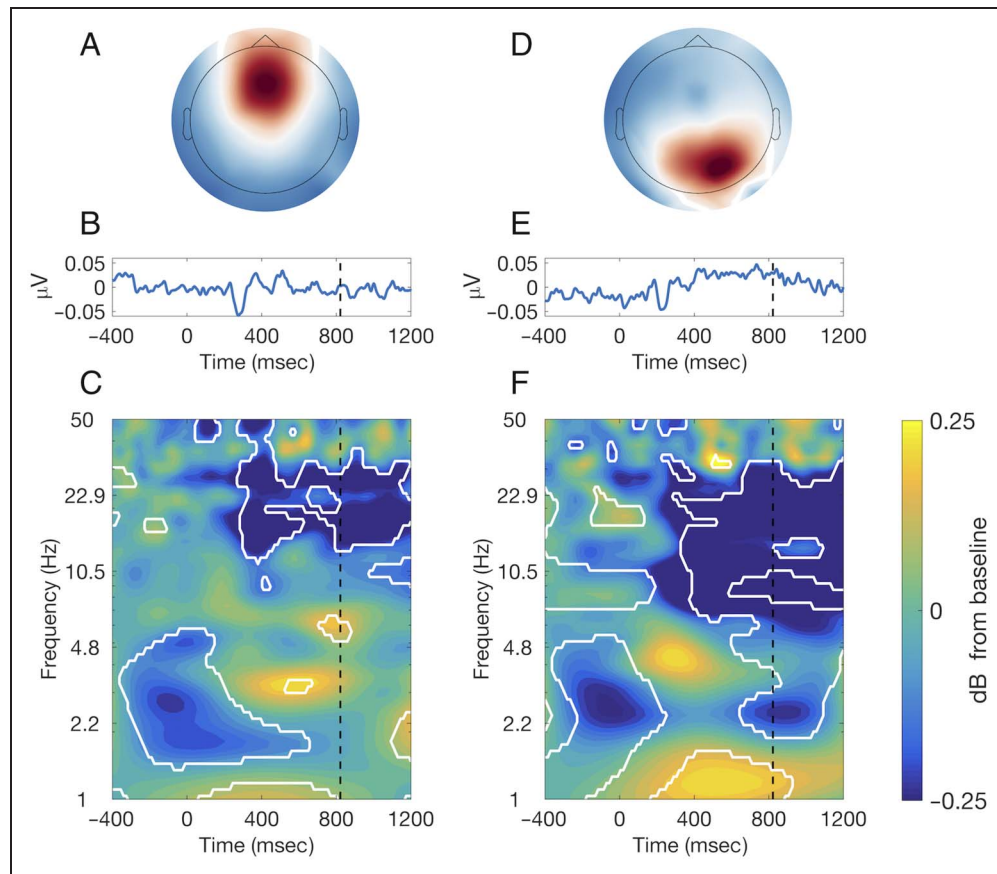 A
D
B
E
μV
0.05
0
−0.05
−400 0 400 800 1200
Time (msec)
μV
0.05
0
−0.05
−400 0 400 800 1200
Time (msec)
C
F
Frequency (Hz)
50
22.9
10.5
4.8
2.2
1
−400 0 400 800 1200
Time (msec)
Frequency (Hz)
50
22.9
10.5
4.8
2.2
1
−400 0 400 800 1200
Time (msec)
0.25
0
−0.25
dB from baseline